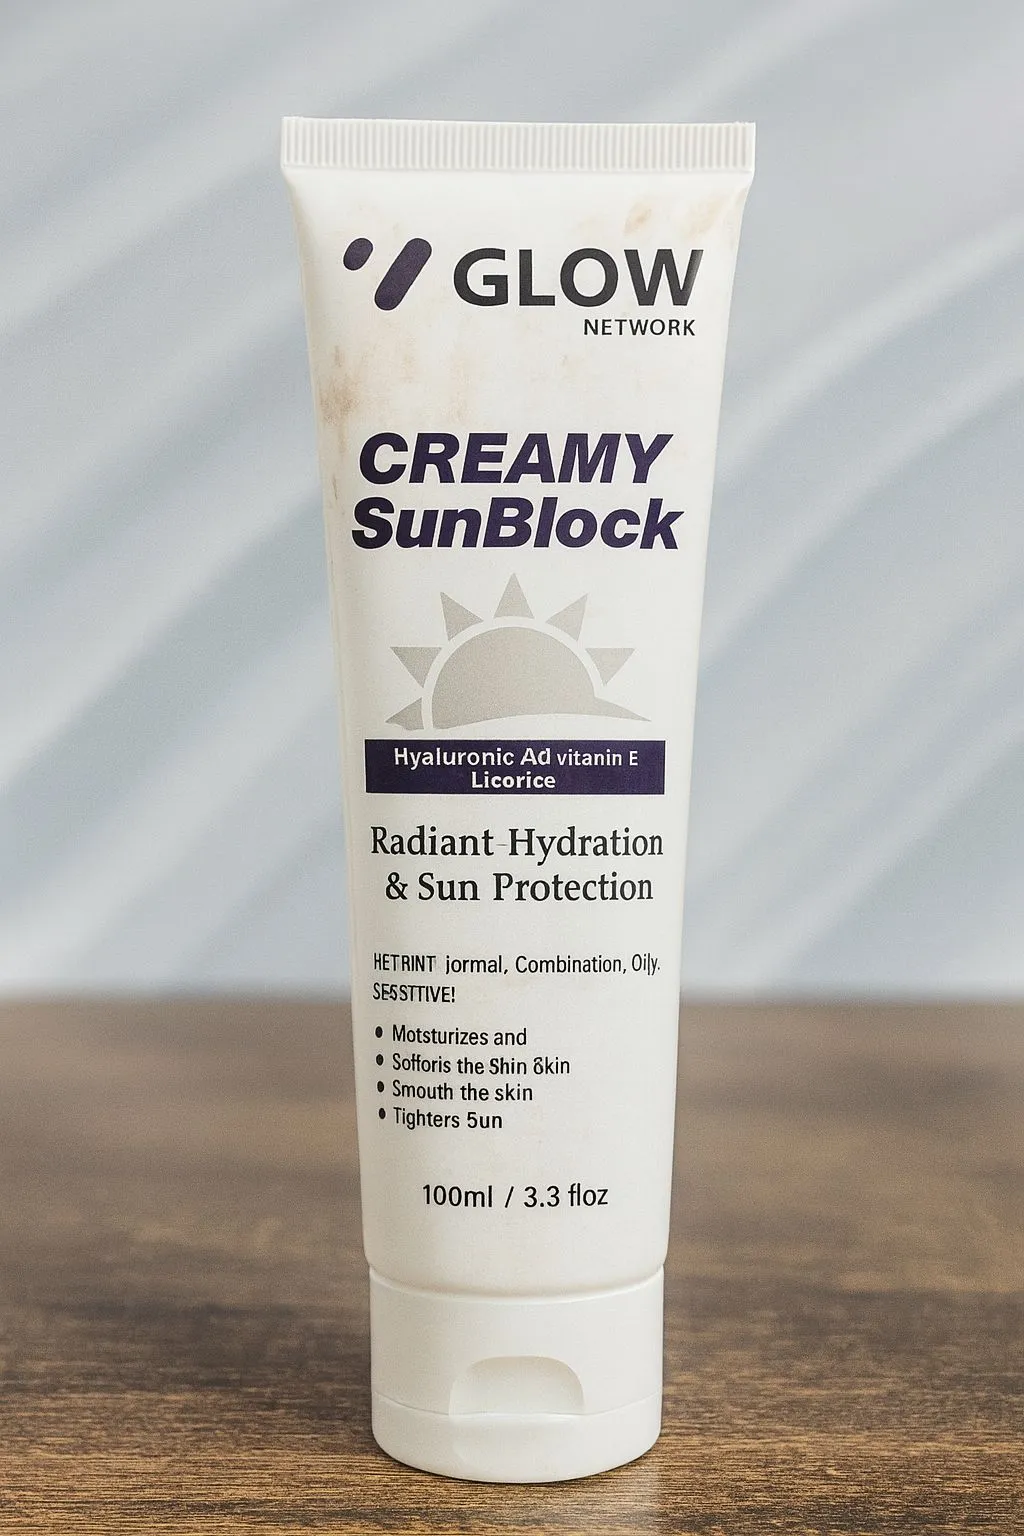 GLOW
NETWORK
CREAMY
SunBlock
Hyaluronic Ad vitanin E
Licorice
Radiant-Hydration
& Sun Protection
HETRINT jormal, Combination, Oily.
SESSTTIVE!
• Motsturizes and
• Sofforis the Shin Skin
• Smouth the skin
• Tighters 5un
100ml / 3.3 floz